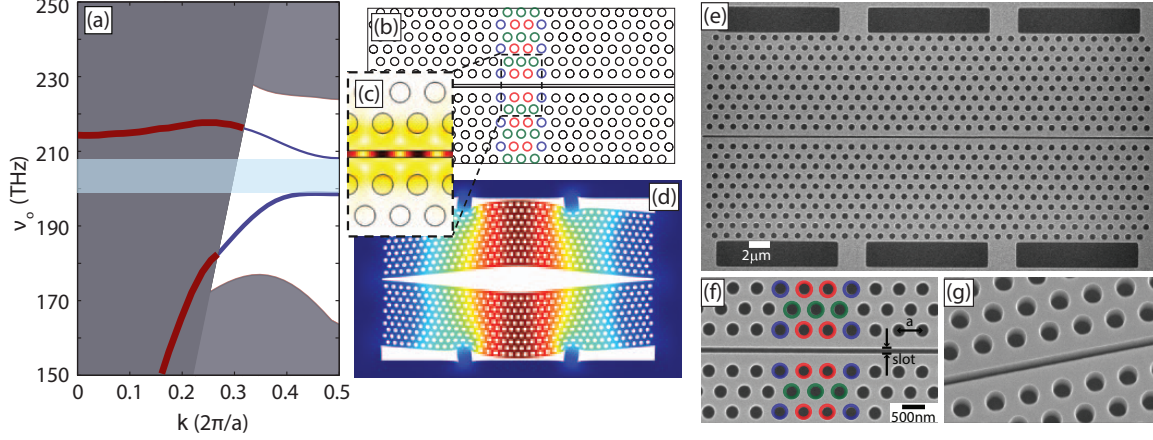 (a)
250
230
210
190
170
150
νₒ (THz)
0
0.1
0.2
0.3
0.4
0.5
k (2π/a)
(b)
(c)
(d)
(e)
2μm
(f)
a
slot
500nm
(g)